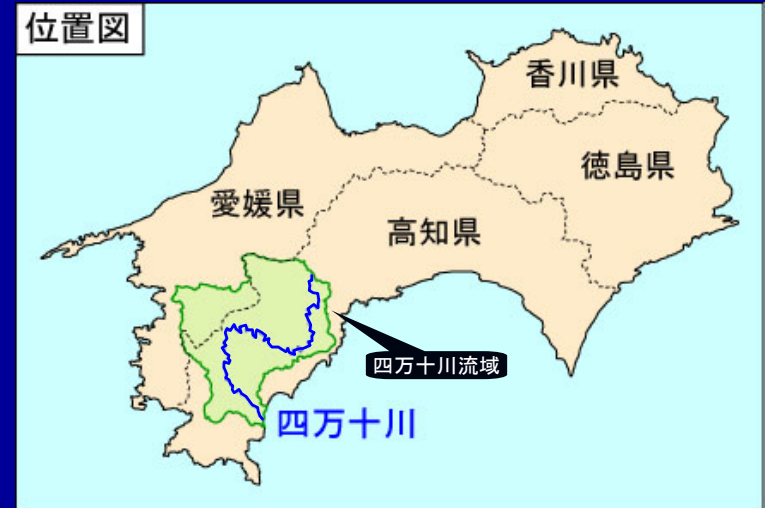 位置図
香川県
徳島県
愛媛県
高知県
四万十川流域
四万十川